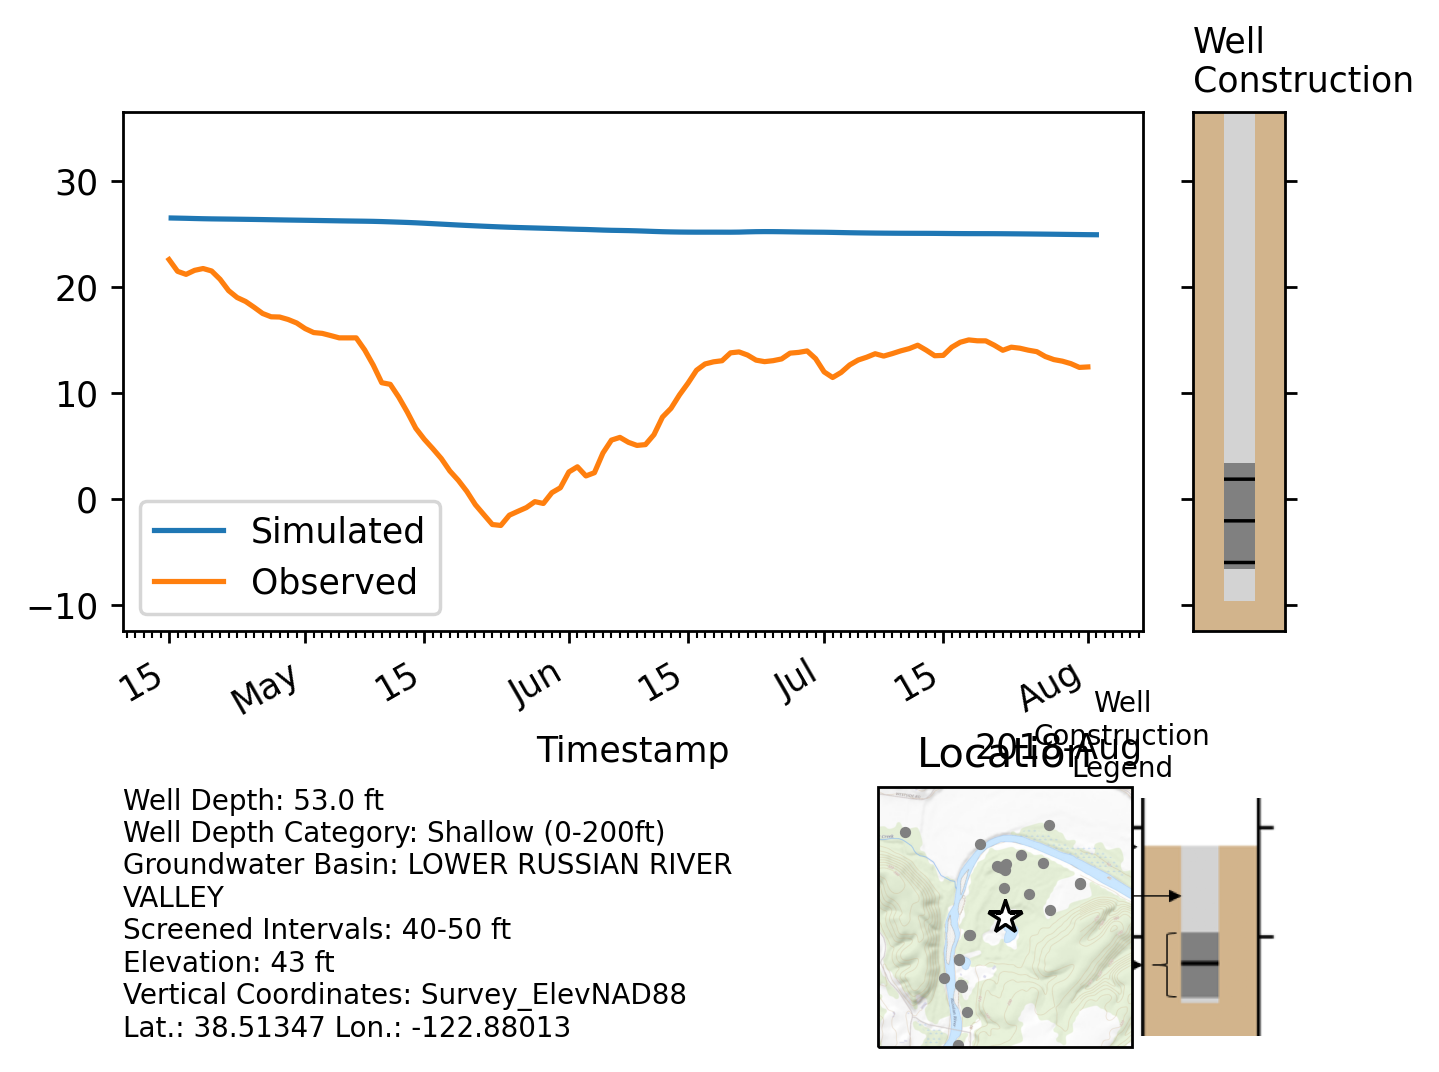 Well
Construction
30
20
10
0
−10
Simulated
Observed
15
May
15
Jun
15
Jul
15
Aug
2018-Aug
Timestamp
Location
Well
Construction
Legend
Well Depth: 53.0 ft
Well Depth Category: Shallow (0-200ft)
Groundwater Basin: LOWER RUSSIAN RIVER
VALLEY
Screened Intervals: 40-50 ft
Elevation: 43 ft
Vertical Coordinates: Survey_ElevNAD88
Lat.: 38.51347 Lon.: -122.88013